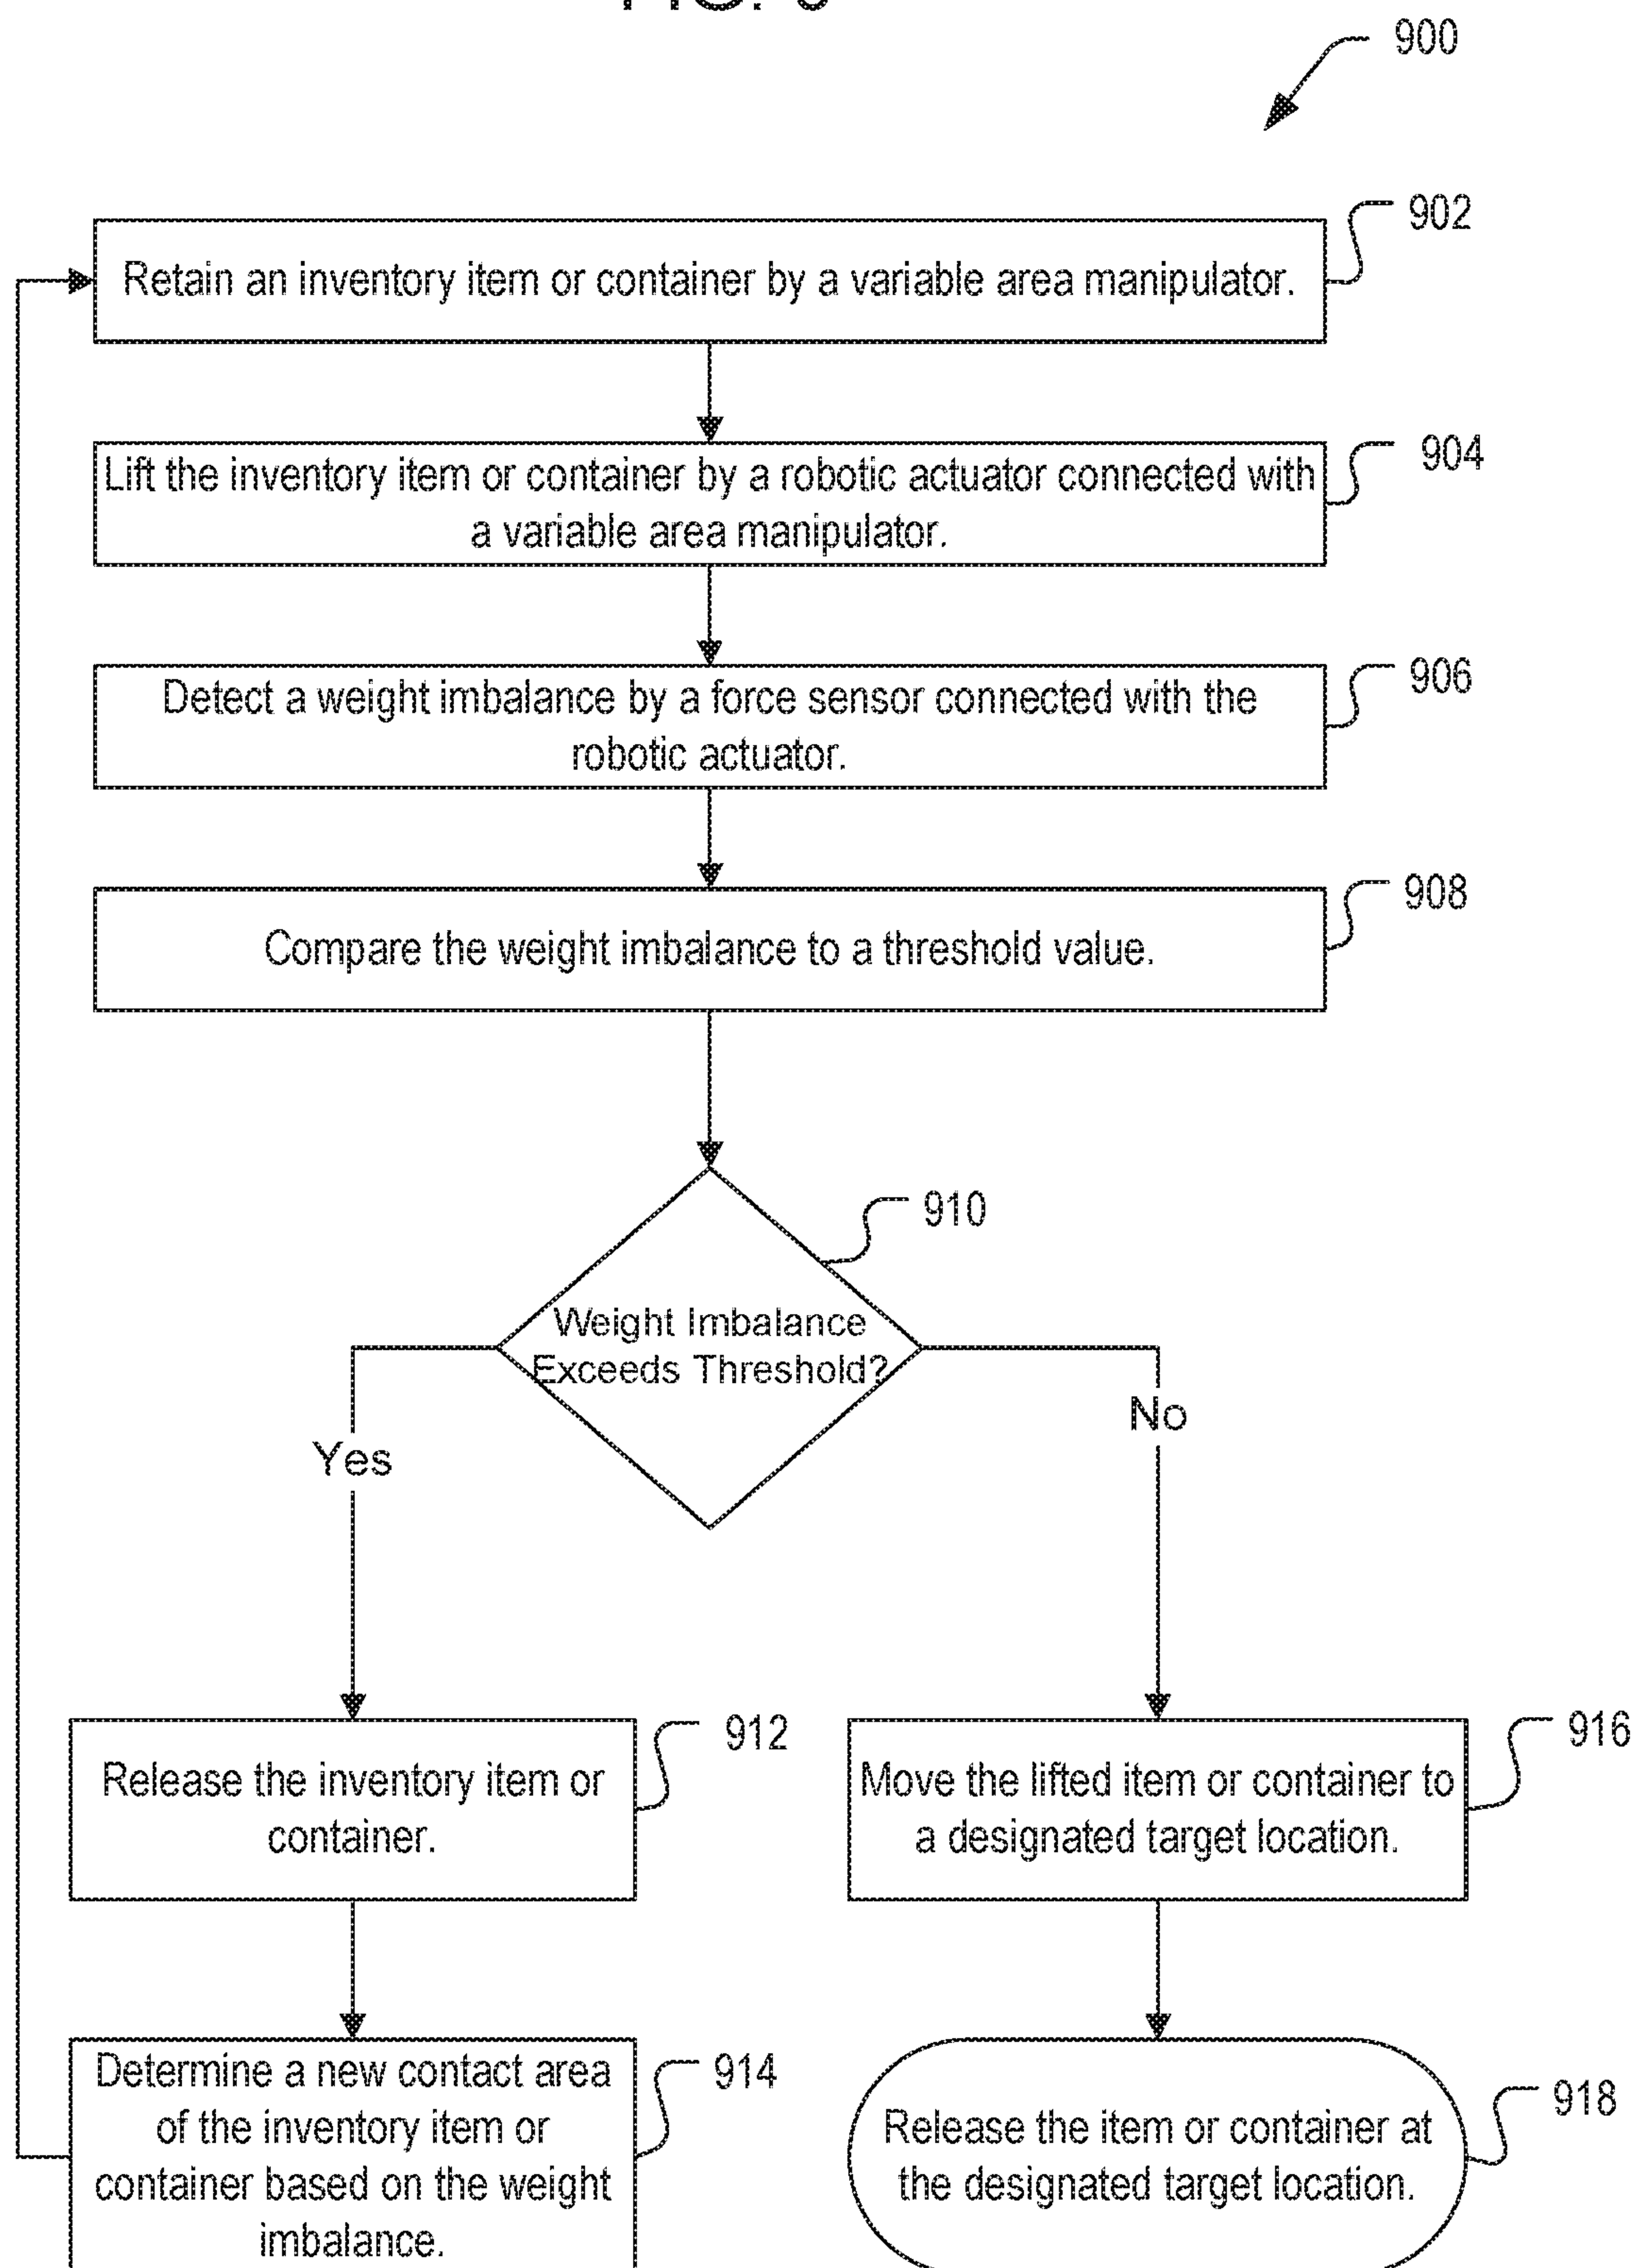 900
902
Retain an inventory item or container by a variable area manipulator.
904
Lift the inventory item or container by a robotic actuator connected with
a variable area manipulator.
906
Detect a weight imbalance by a force sensor connected with the
robotic actuator.
908
Compare the weight imbalance to a threshold value.
910
Weight Imbalance
Exceeds Threshold?
Yes
No
912
Release the inventory item or
container.
916
Move the lifted item or container to
a designated target location.
914
Determine a new contact area
of the inventory item or
container based on the weight
imbalance.
918
Release the item or container at
the designated target location.